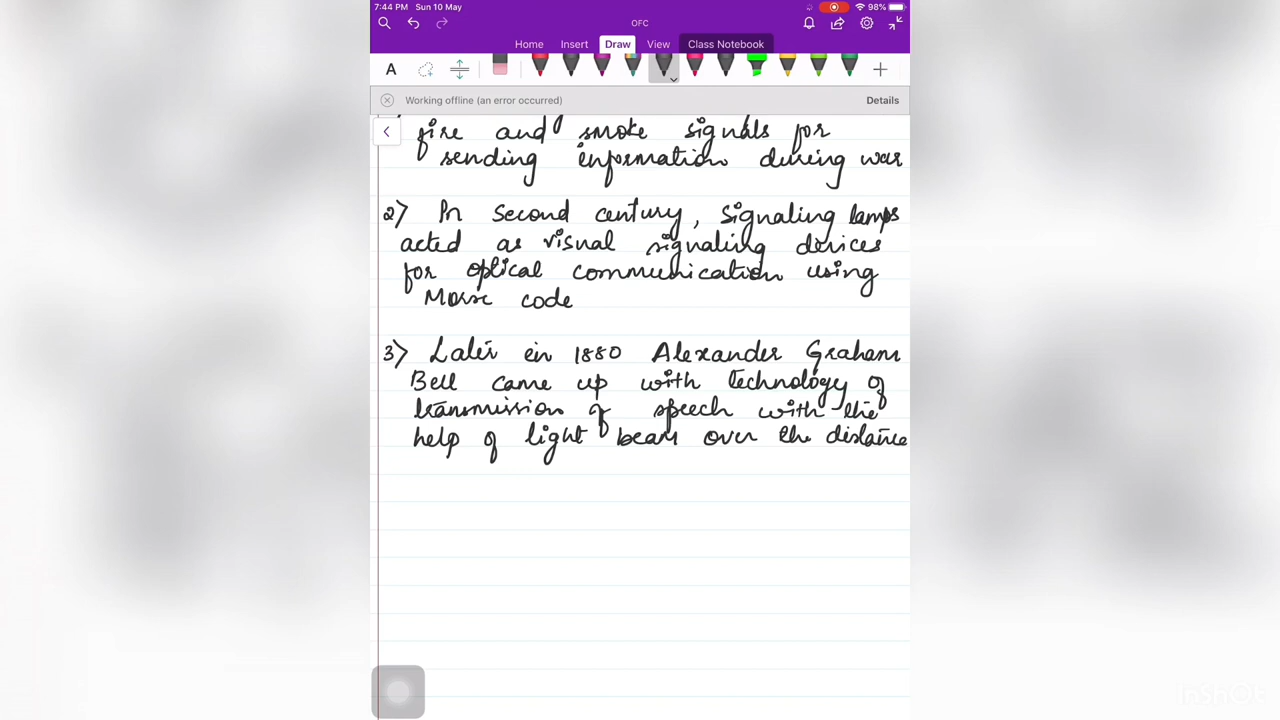 7:44 PM Sun 10 May
98%
OFC
Home Insert Draw View Class Notebook
A
Working offline (an error occurred) Details
fire and smoke signals for
sending information during war
2) In second century, signaling lamps
acted as visual signaling devices
for optical communication using
Morse code
3) Later in 1880 Alexander Graham
Bell came up with technology of
transmission of speech with the
help of light beam over the distance
InShOt